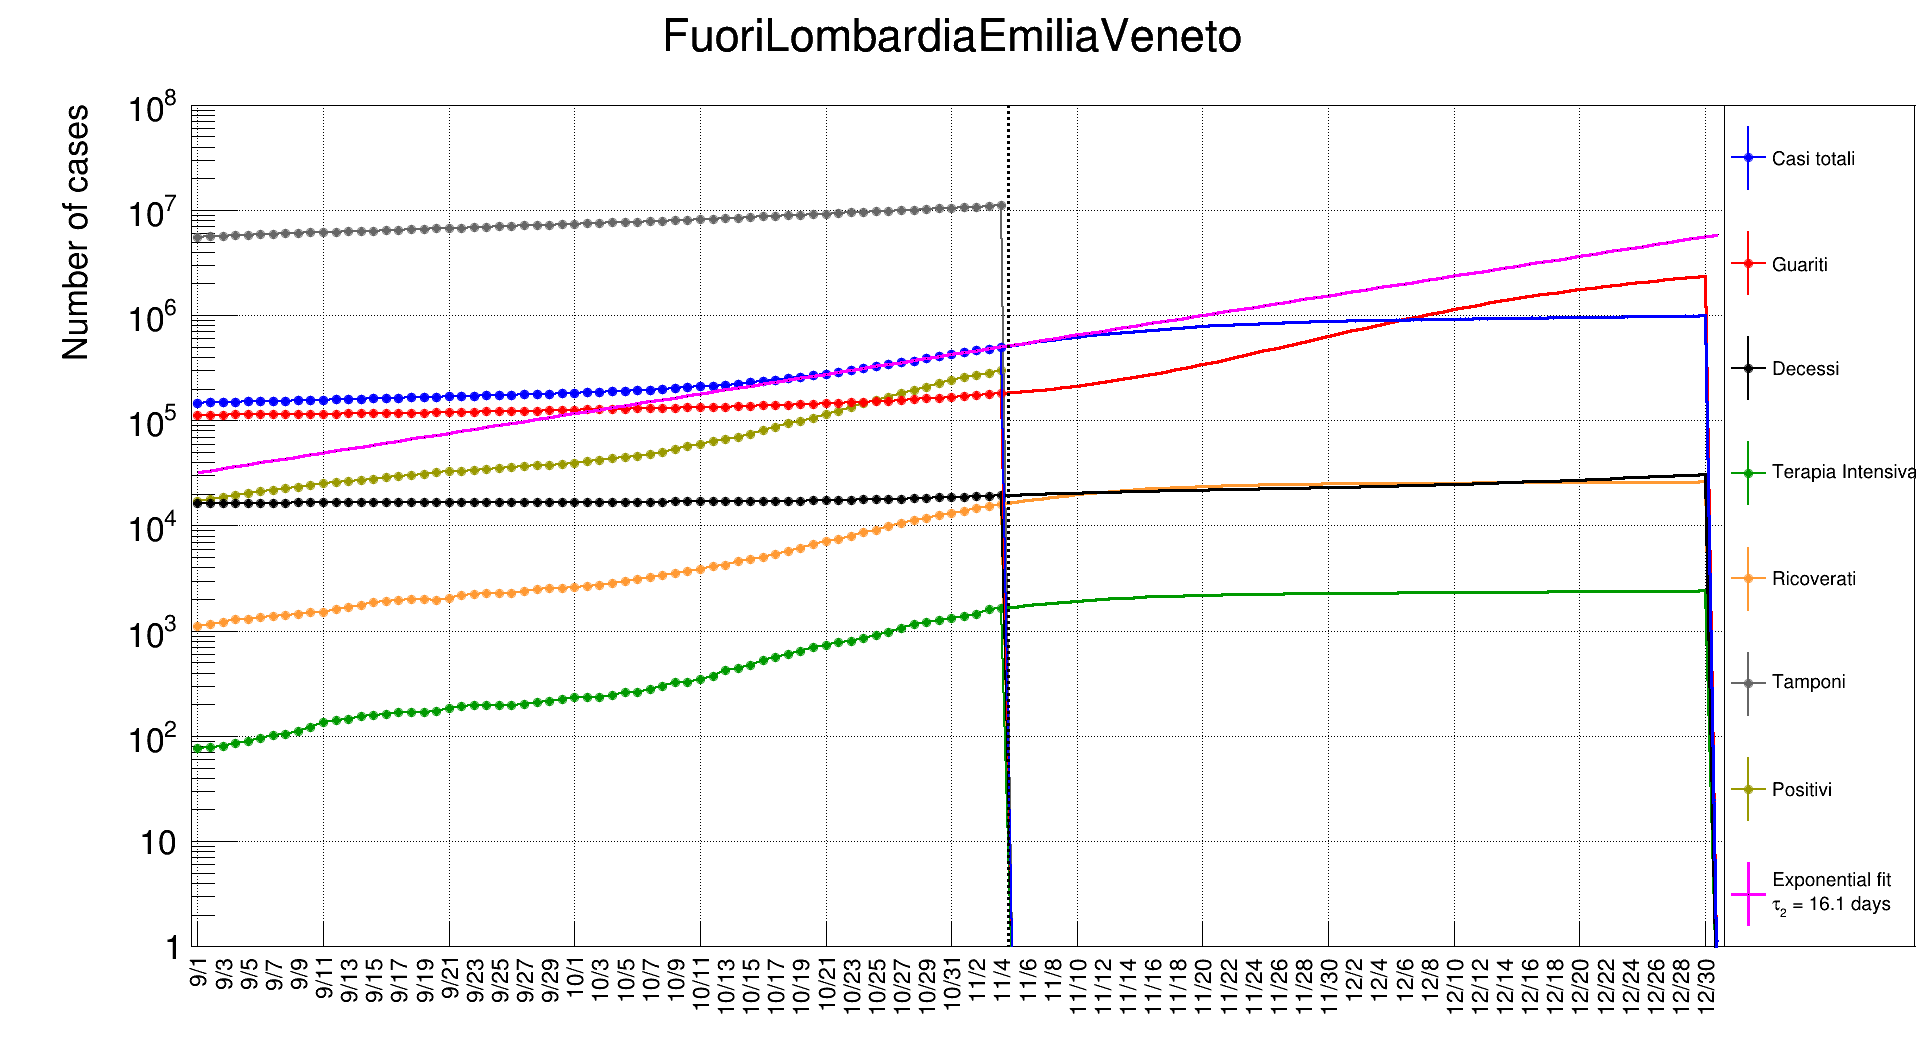 FuoriLombardiaEmiliaVeneto
Number of cases
10^8
10^7
10^6
10^5
10^4
10^3
10^2
10
1
9/1 9/3 9/5 9/7 9/9 9/11 9/13 9/15 9/17 9/19 9/21 9/23 9/25 9/27 9/29 10/1 10/3 10/5 10/7 10/9 10/11 10/13 10/15 10/17 10/19 10/21 10/23 10/25 10/27 10/29 10/31 11/2 11/4 11/6 11/8 11/10 11/12 11/14 11/16 11/18 11/20 11/22 11/24 11/26 11/28 11/30 12/2 12/4 12/6 12/8 12/10 12/12 12/14 12/16 12/18 12/20 12/22 12/24 12/26 12/28 12/30
Casi totali
Guariti
Decessi
Terapia Intensiva
Ricoverati
Tamponi
Positivi
Exponential fit
τ_2 = 16.1 days